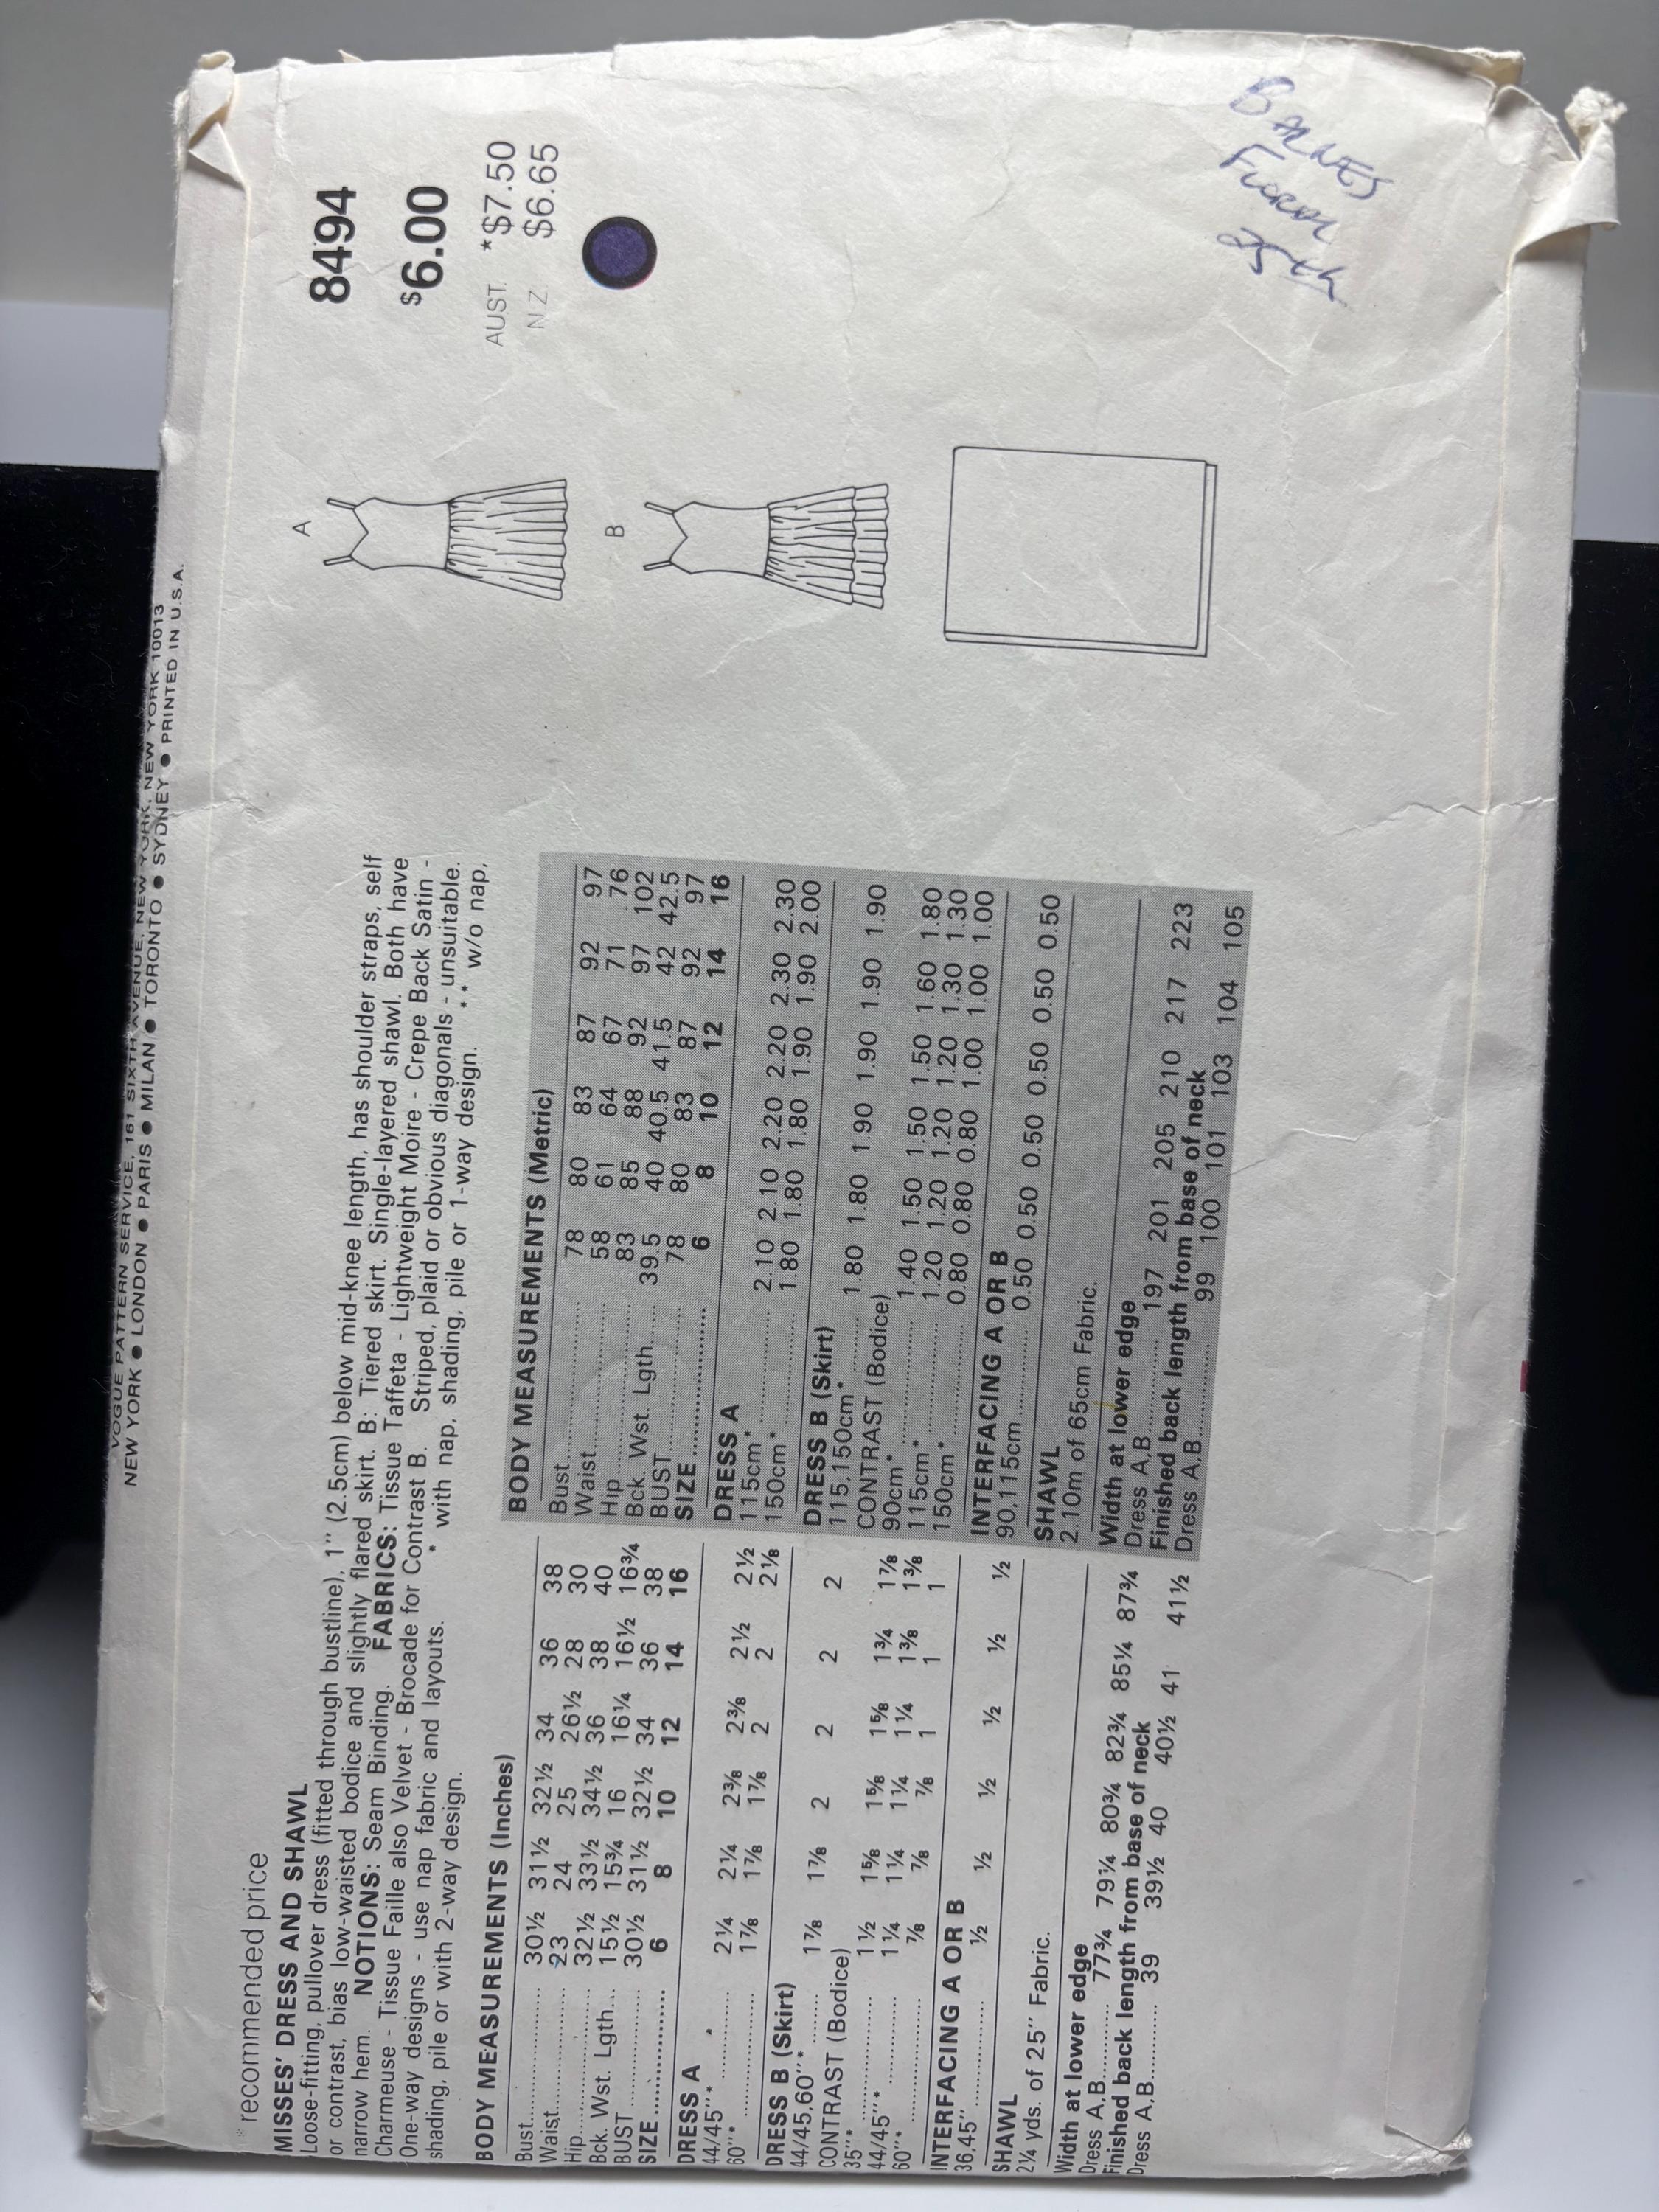 VOGUE PATTERN SERVICE, 161 SIXTH AVENUE, NEW YORK, NEW YORK 10013
NEW YORK ● LONDON ● PARIS ● MILAN ● TORONTO ● SYDNEY ● PRINTED IN U.S.A.
8494
$6.00
AUST. *$7.50
NZ $6.65
BARNES
Floral
25th
*recommended price
MISSES' DRESS AND SHAWL
Loose-fitting, pullover dress (fitted through bustline), 1" (2.5cm) below mid-knee length, has shoulder straps, self
or contrast, bias low-waisted bodice and slightly flared skirt. B: Tiered skirt. Single-layered shawl. Both have
narrow hem. NOTIONS: Seam Binding. FABRICS: Tissue Taffeta - Lightweight Moire - Crepe Back Satin -
Charmeuse - Tissue Faille also Velvet - Brocade for Contrast B. Striped, plaid or obvious diagonals - unsuitable.
One-way designs - use nap fabric and layouts. * with nap, shading, pile or 1-way design. ** w/o nap,
shading, pile or with 2-way design.
A
B
BODY MEASUREMENTS (Inches)
Bust 30½ 31½ 32½ 34 36 38
Waist 23 24 25 26½ 28 30
Hip 32½ 33½ 34½ 36 38 40
Bck. Wst. Lgth. 15½ 15¾ 16 16¼ 16½ 16¾
BUST 30½ 31½ 32½ 34 36 38
SIZE 6 8 10 12 14 16
DRESS A
44/45"* 2¼ 2¼ 2⅜ 2⅜ 2½ 2½
60"* 1⅞ 1⅞ 1⅞ 2 2 2⅛
DRESS B (Skirt)
44/45,60"* 1⅞ 1⅞ 2 2 2 2
CONTRAST (Bodice)
35"* 1½ 1⅝ 1⅝ 1⅝ 1¾ 1⅞
44/45"* 1¼ 1¼ 1¼ 1¼ 1⅜ 1⅜
60"* ⅞ ⅞ ⅞ 1 1 1
INTERFACING A OR B
36,45" ½ ½ ½ ½ ½ ½
SHAWL
2¼ yds. of 25" Fabric.
Width at lower edge
Dress A,B 77¾ 79¼ 80¾ 82¾ 85¼ 87¾
Finished back length from base of neck
Dress A,B 39 39½ 40 40½ 41 41½
BODY MEASUREMENTS (Metric)
Bust 78 80 83 87 92 97
Waist 58 61 64 67 71 76
Hip 83 85 88 92 97 102
Bck. Wst. Lgth. 39.5 40 40.5 41.5 42 42.5
BUST 78 80 83 87 92 97
SIZE 6 8 10 12 14 16
DRESS A
115cm* 2.10 2.10 2.20 2.20 2.30 2.30
150cm* 1.80 1.80 1.80 1.90 1.90 2.00
DRESS B (Skirt)
115,150cm* 1.80 1.80 1.90 1.90 1.90 1.90
CONTRAST (Bodice)
90cm* 1.40 1.50 1.50 1.50 1.60 1.80
115cm* 1.20 1.20 1.20 1.20 1.30 1.30
150cm* 0.80 0.80 0.80 1.00 1.00 1.00
INTERFACING A OR B
90,115cm 0.50 0.50 0.50 0.50 0.50 0.50
SHAWL
2.10m of 65cm Fabric.
Width at lower edge
Dress A,B 197 201 205 210 217 223
Finished back length from base of neck
Dress A,B 99 100 101 103 104 105